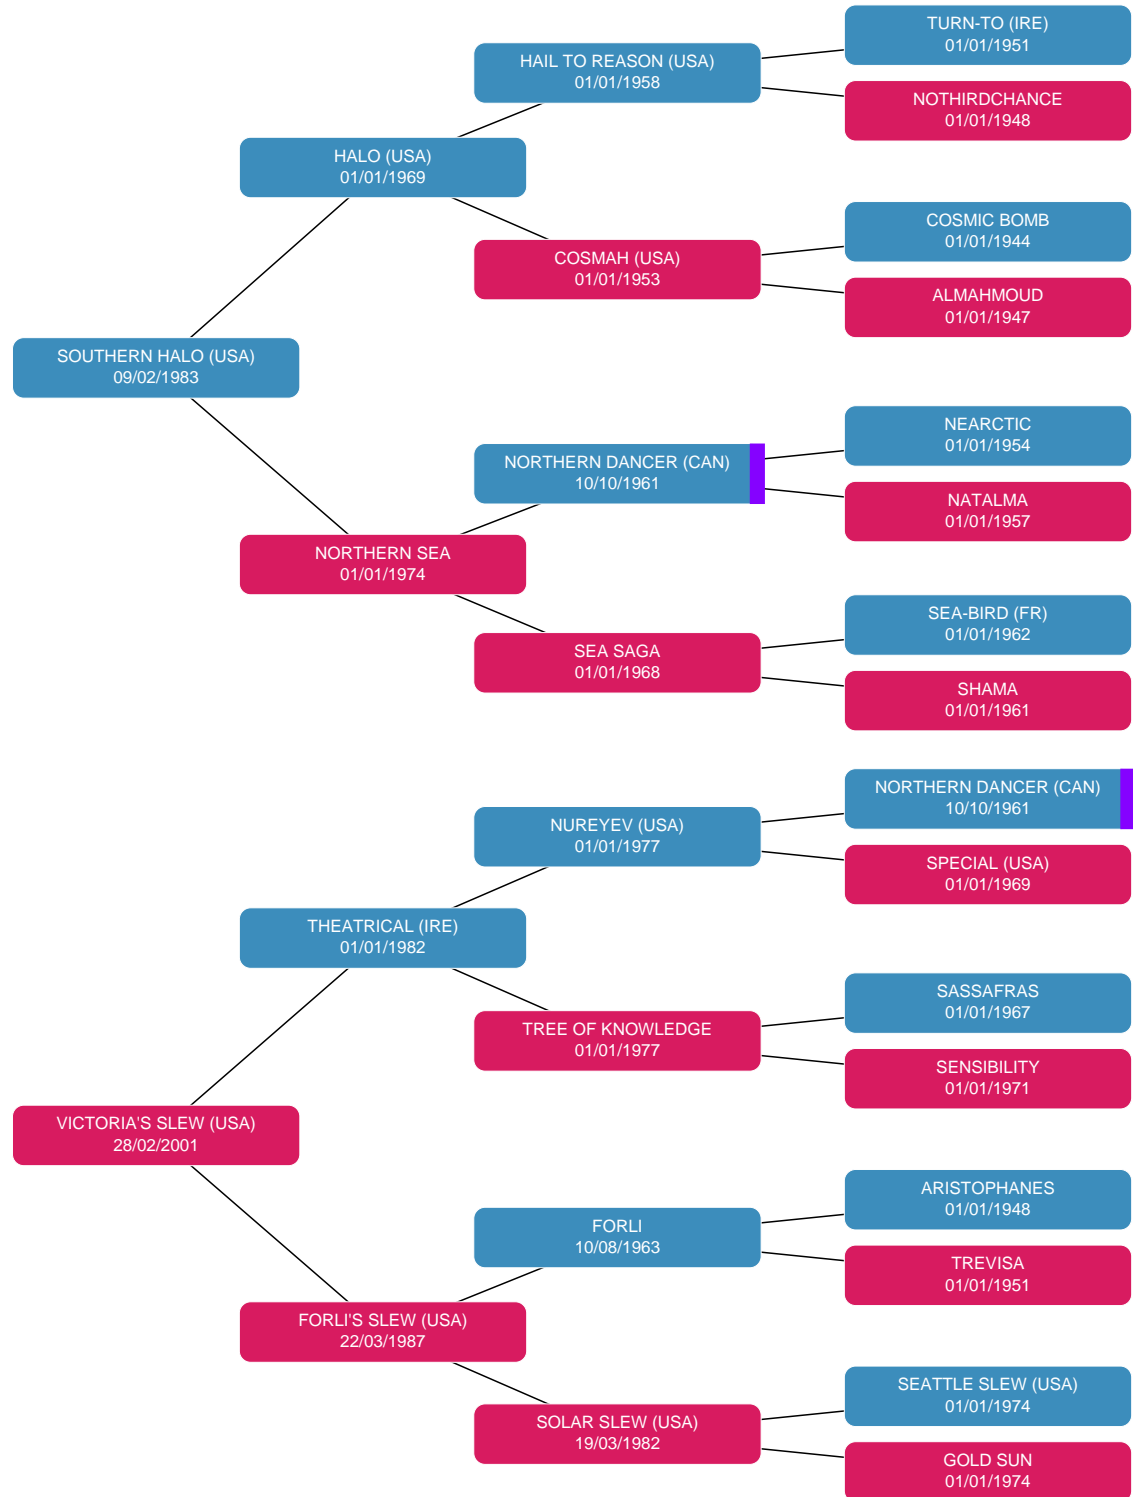 TURN-TO (IRE)
01/01/1951
HAIL TO REASON (USA)
01/01/1958
NOTHIRDCHANCE
01/01/1948
HALO (USA)
01/01/1969
COSMIC BOMB
01/01/1944
COSMAH (USA)
01/01/1953
ALMAHMOUD
01/01/1947
SOUTHERN HALO (USA)
09/02/1983
NEARCTIC
01/01/1954
NORTHERN DANCER (CAN)
10/10/1961
NATALMA
01/01/1957
NORTHERN SEA
01/01/1974
SEA-BIRD (FR)
01/01/1962
SEA SAGA
01/01/1968
SHAMA
01/01/1961
NORTHERN DANCER (CAN)
10/10/1961
NUREYEV (USA)
01/01/1977
SPECIAL (USA)
01/01/1969
THEATRICAL (IRE)
01/01/1982
SASSAFRAS
01/01/1967
TREE OF KNOWLEDGE
01/01/1977
SENSIBILITY
01/01/1971
VICTORIA'S SLEW (USA)
28/02/2001
ARISTOPHANES
01/01/1948
FORLI
10/08/1963
TREVISA
01/01/1951
FORLI'S SLEW (USA)
22/03/1987
SEATTLE SLEW (USA)
01/01/1974
SOLAR SLEW (USA)
19/03/1982
GOLD SUN
01/01/1974